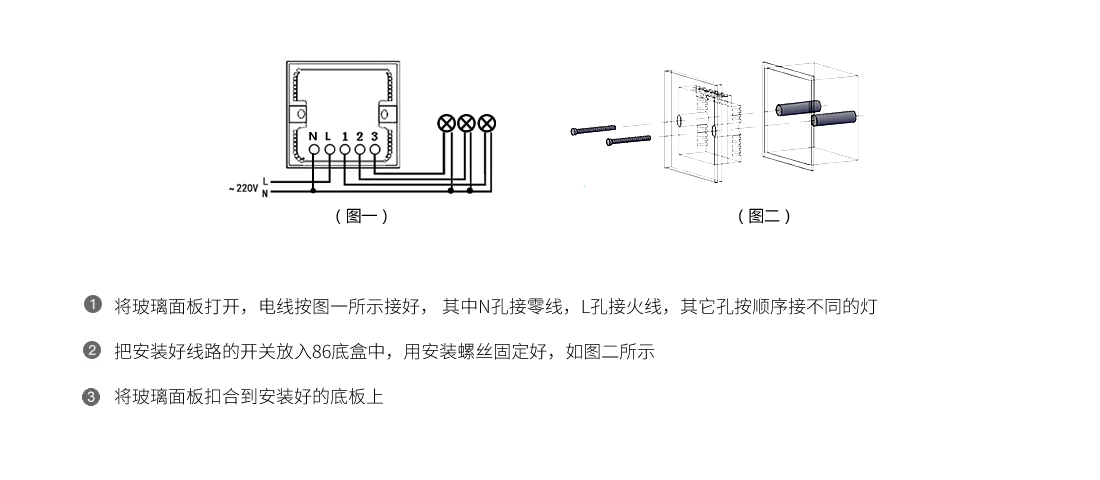 N L 1 2 3
~220V
L
N
（图一）
（图二）
1 将玻璃面板打开，电线按图一所示接好， 其中N孔接零线，L孔接火线，其它孔按顺序接不同的灯
2 把安装好线路的开关放入86底盒中，用安装螺丝固定好，如图二所示
3 将玻璃面板扣合到安装好的底板上